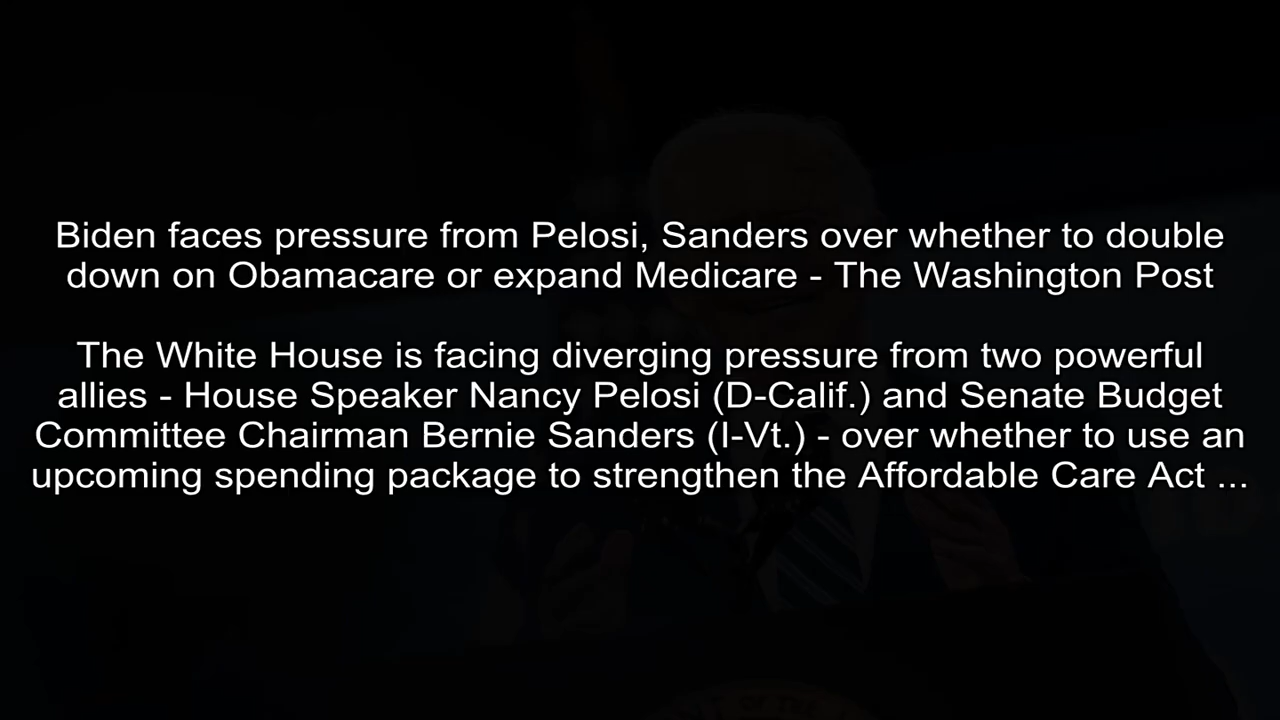 Biden faces pressure from Pelosi, Sanders over whether to double
down on Obamacare or expand Medicare - The Washington Post
The White House is facing diverging pressure from two powerful
allies - House Speaker Nancy Pelosi (D-Calif.) and Senate Budget
Committee Chairman Bernie Sanders (I-Vt.) - over whether to use an
upcoming spending package to strengthen the Affordable Care Act ...